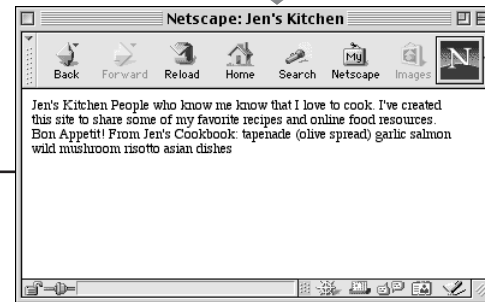 Netscape: Jen's Kitchen
Back Forward Reload Home Search Netscape Images
My
N
Jen's Kitchen People who know me know that I love to cook. I've created
this site to share some of my favorite recipes and online food resources.
Bon Appetit! From Jen's Cookbook: tapenade (olive spread) garlic salmon
wild mushroom risotto asian dishes